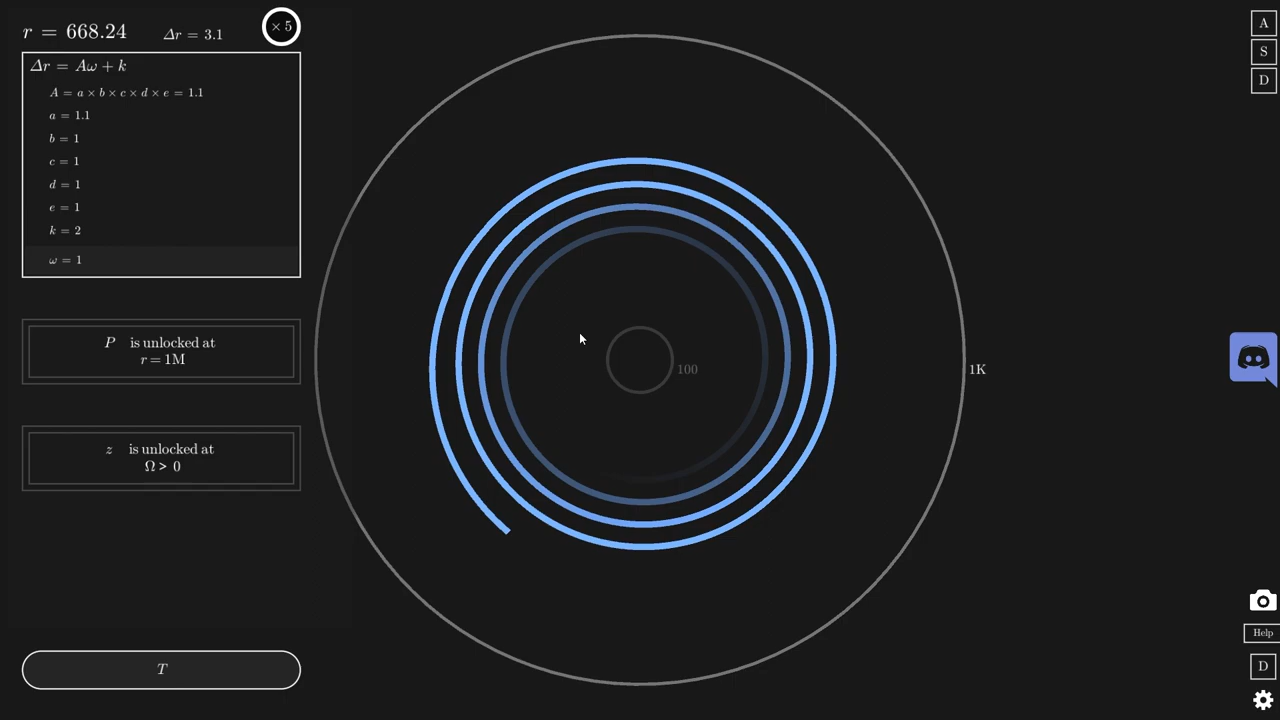 r = 668.24
Δr = 3.1
× 5
Δr = Aω + k
A = a × b × c × d × e = 1.1
a = 1.1
b = 1
c = 1
d = 1
e = 1
k = 2
ω = 1
P is unlocked at
r = 1M
z is unlocked at
Ω > 0
T
100
1K
A
S
D
Help
D